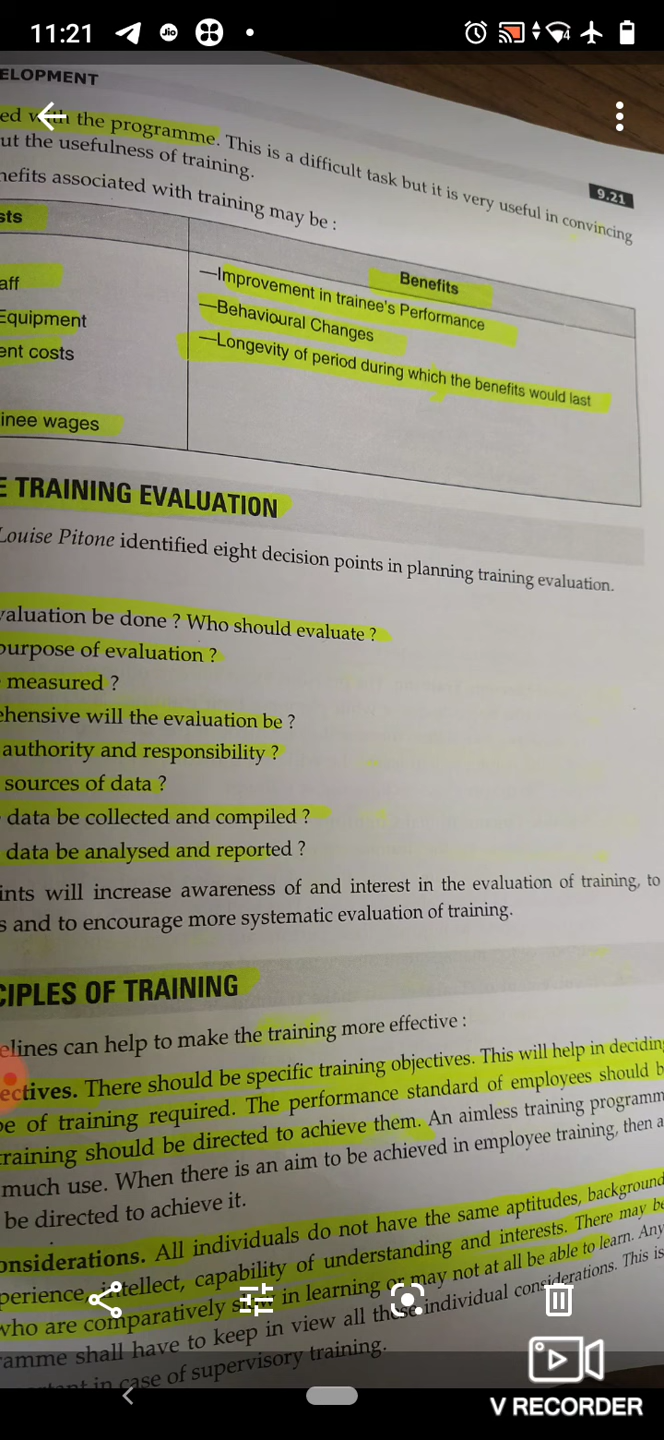 11:21
Jio
4
ELOPMENT
9.21
ed with the programme. This is a difficult task but it is very useful in convincing
ut the usefulness of training.
nefits associated with training may be :
sts
Benefits
aff
—Improvement in trainee's Performance
Equipment
—Behavioural Changes
ent costs
—Longevity of period during which the benefits would last
inee wages
E TRAINING EVALUATION
Louise Pitone identified eight decision points in planning training evaluation.
valuation be done ? Who should evaluate ?
purpose of evaluation ?
measured ?
ehensive will the evaluation be ?
authority and responsibility ?
sources of data ?
data be collected and compiled ?
data be analysed and reported ?
ints will increase awareness of and interest in the evaluation of training, to
s and to encourage more systematic evaluation of training.
CIPLES OF TRAINING
elines can help to make the training more effective :
ectives. There should be specific training objectives. This will help in deciding
pe of training required. The performance standard of employees should b
training should be directed to achieve them. An aimless training programm
much use. When there is an aim to be achieved in employee training, then a
be directed to achieve it.
onsiderations. All individuals do not have the same aptitudes, background
perience, intellect, capability of understanding and interests. There may be
who are comparatively slow in learning or may not at all be able to learn. Any
ramme shall have to keep in view all these individual considerations. This is
in case of supervisory training.
V RECORDER